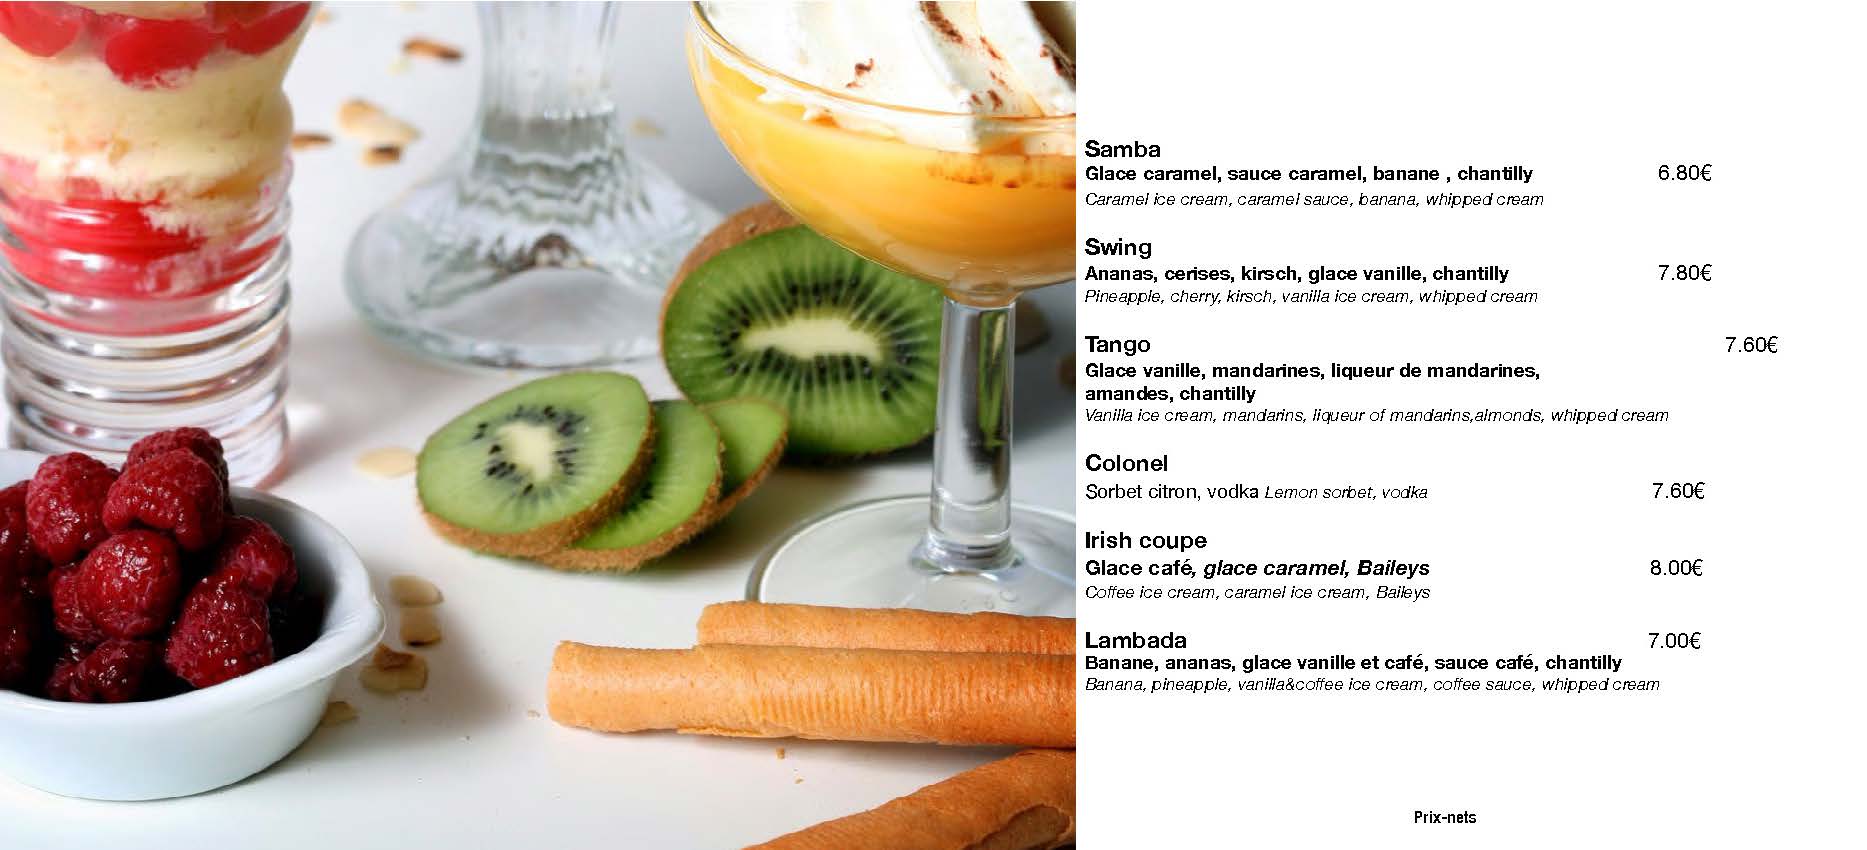 Samba
Glace caramel, sauce caramel, banane , chantilly 6.80€
Caramel ice cream, caramel sauce, banana, whipped cream
Swing
Ananas, cerises, kirsch, glace vanille, chantilly 7.80€
Pineapple, cherry, kirsch, vanilla ice cream, whipped cream
Tango 7.60€
Glace vanille, mandarines, liqueur de mandarines,
amandes, chantilly
Vanilla ice cream, mandarins, liqueur of mandarins,almonds, whipped cream
Colonel
Sorbet citron, vodka Lemon sorbet, vodka 7.60€
Irish coupe
Glace café, glace caramel, Baileys 8.00€
Coffee ice cream, caramel ice cream, Baileys
Lambada 7.00€
Banane, ananas, glace vanille et café, sauce café, chantilly
Banana, pineapple, vanilla&coffee ice cream, coffee sauce, whipped cream
Prix-nets